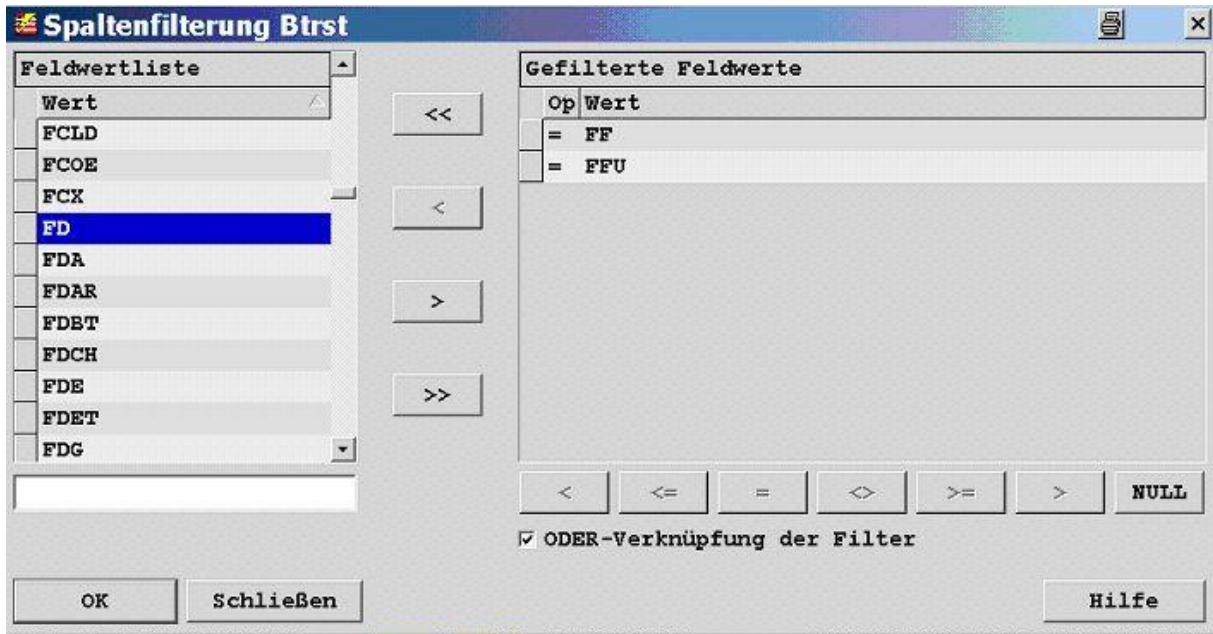 Spaltenfilterung Btrst
Feldwertliste
Wert
FCLD
FCOE
FCX
FD
FDA
FDAR
FDBT
FDCH
FDE
FDET
FDG
<<
<
>
>>
Gefilterte Feldwerte
Op Wert
= FF
= FFU
< <= = <> >= > NULL
ODER-Verknüpfung der Filter
OK Schließen Hilfe